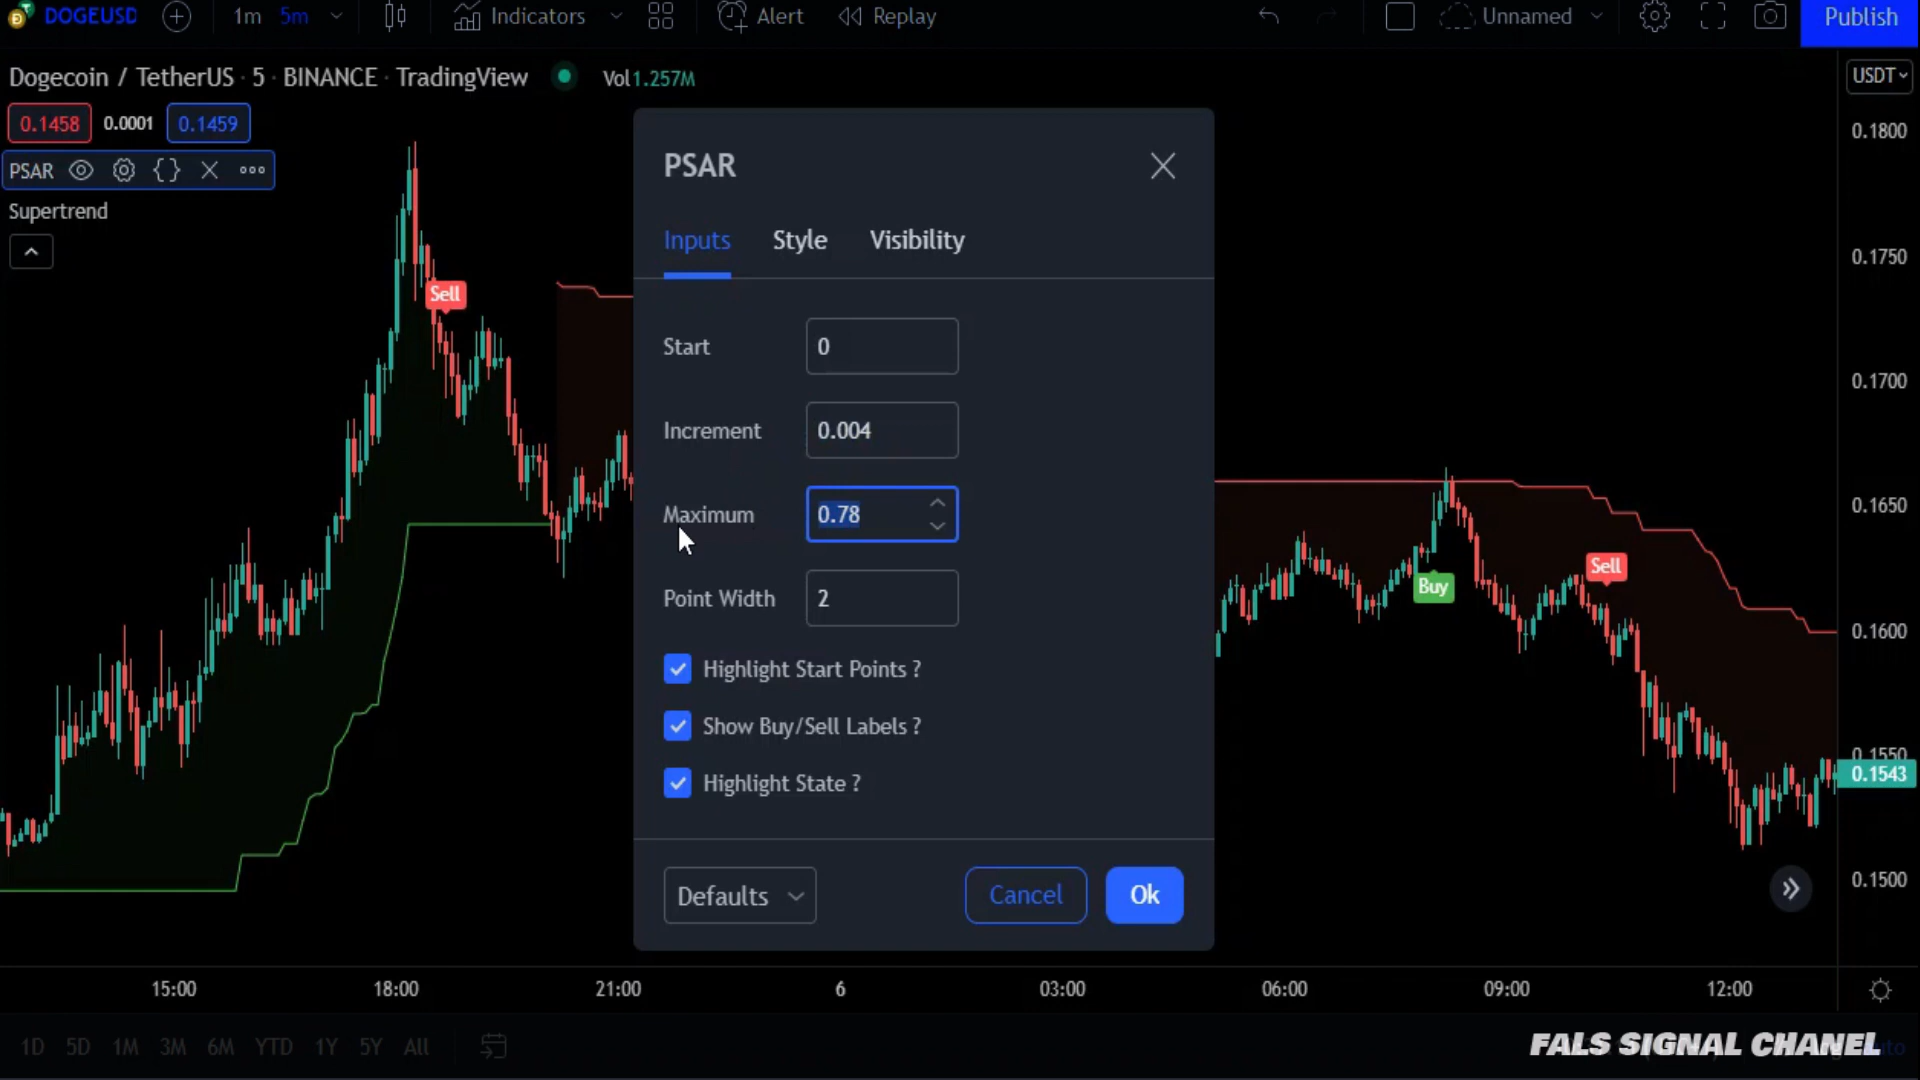 DOGEUSD 1m 5m Indicators Alert Replay Unnamed Publish
Dogecoin / TetherUS · 5 · BINANCE · TradingView Vol 1.257M
USDT
0.1458 0.0001 0.1459
PSAR
Supertrend
Sell
PSAR
Inputs Style Visibility
Start 0
Increment 0.004
Maximum 0.78
Point Width 2
Highlight Start Points ?
Show Buy/Sell Labels ?
Highlight State ?
Defaults Cancel Ok
Buy
Sell
0.1800
0.1750
0.1700
0.1650
0.1600
0.1550
0.1543
0.1500
15:00 18:00 21:00 6 03:00 06:00 09:00 12:00
1D 5D 1M 3M 6M YTD 1Y 5Y All
FALS SIGNAL CHANEL